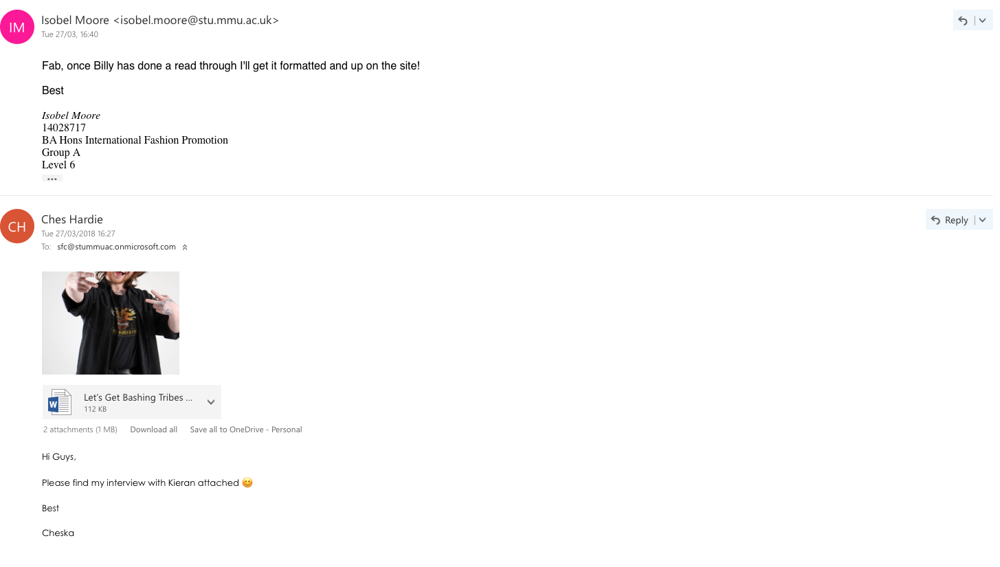 IM
Isobel Moore <isobel.moore@stu.mmu.ac.uk>
Tue 27/03, 16:40
Fab, once Billy has done a read through I'll get it formatted and up on the site!
Best
Isobel Moore
14028717
BA Hons International Fashion Promotion
Group A
Level 6
CH
Ches Hardie
Reply
Tue 27/03/2018 16:27
To: sfc@stummuac.onmicrosoft.com
W
Let’s Get Bashing Tribes ...
112 KB
2 attachments (1 MB) Download all Save all to OneDrive - Personal
Hi Guys,
Please find my interview with Kieran attached 😊
Best
Cheska